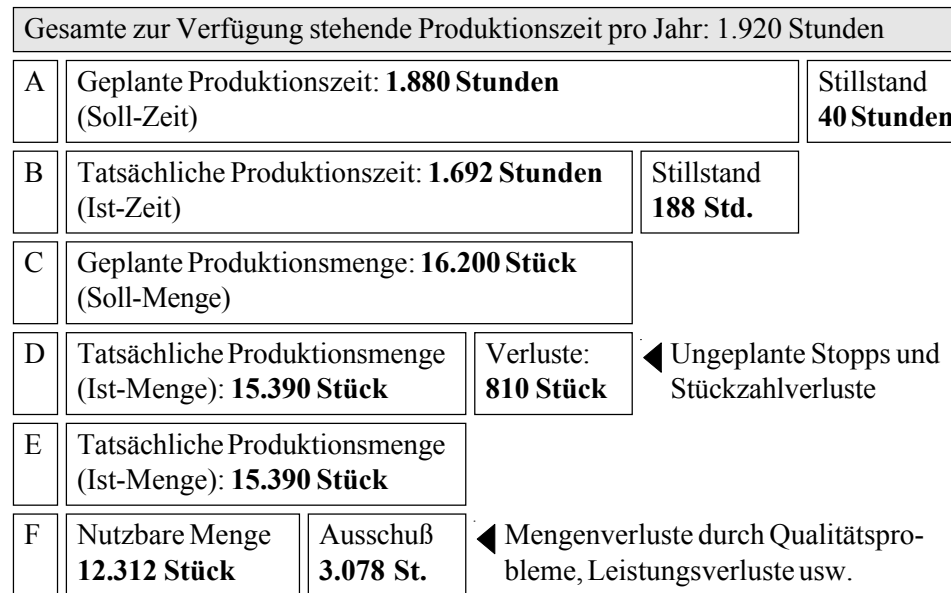 Gesamte zur Verfügung stehende Produktionszeit pro Jahr: 1.920 Stunden
A
Geplante Produktionszeit: 1.880 Stunden
(Soll-Zeit)
Stillstand
40 Stunden
B
Tatsächliche Produktionszeit: 1.692 Stunden
(Ist-Zeit)
Stillstand
188 Std.
C
Geplante Produktionsmenge: 16.200 Stück
(Soll-Menge)
D
Tatsächliche Produktionsmenge
(Ist-Menge): 15.390 Stück
Verluste:
810 Stück
Ungeplante Stopps und
Stückzahlverluste
E
Tatsächliche Produktionsmenge
(Ist-Menge): 15.390 Stück
F
Nutzbare Menge
12.312 Stück
Ausschuß
3.078 St.
Mengenverluste durch Qualitätspro-
bleme, Leistungsverluste usw.